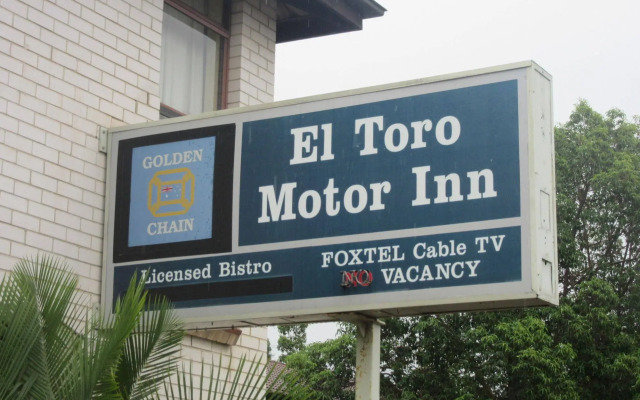 GOLDEN
CHAIN
El Toro
Motor Inn
Licensed Bistro
FOXTEL Cable TV
NO VACANCY